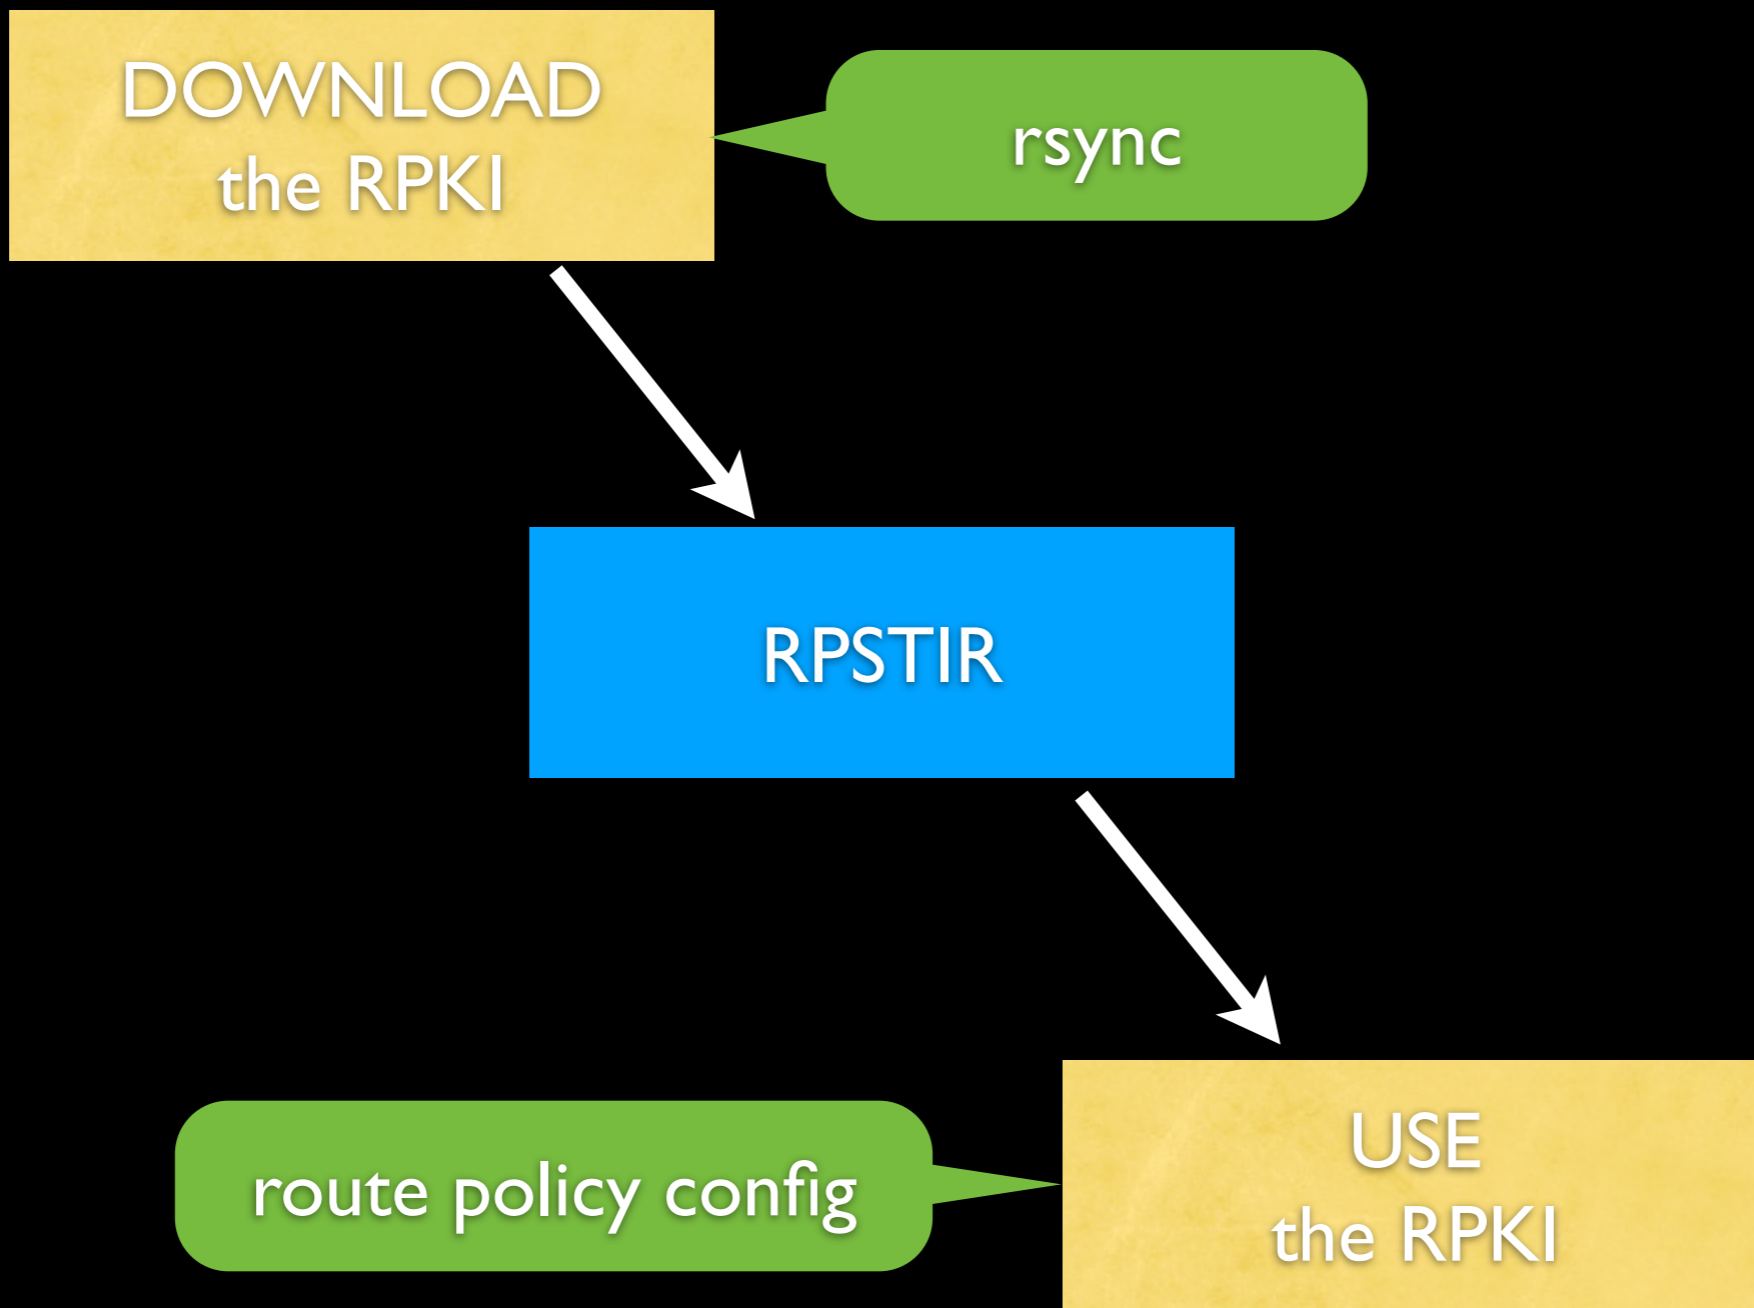 DOWNLOAD
the RPKI
rsync
RPSTIR
route policy config
USE
the RPKI